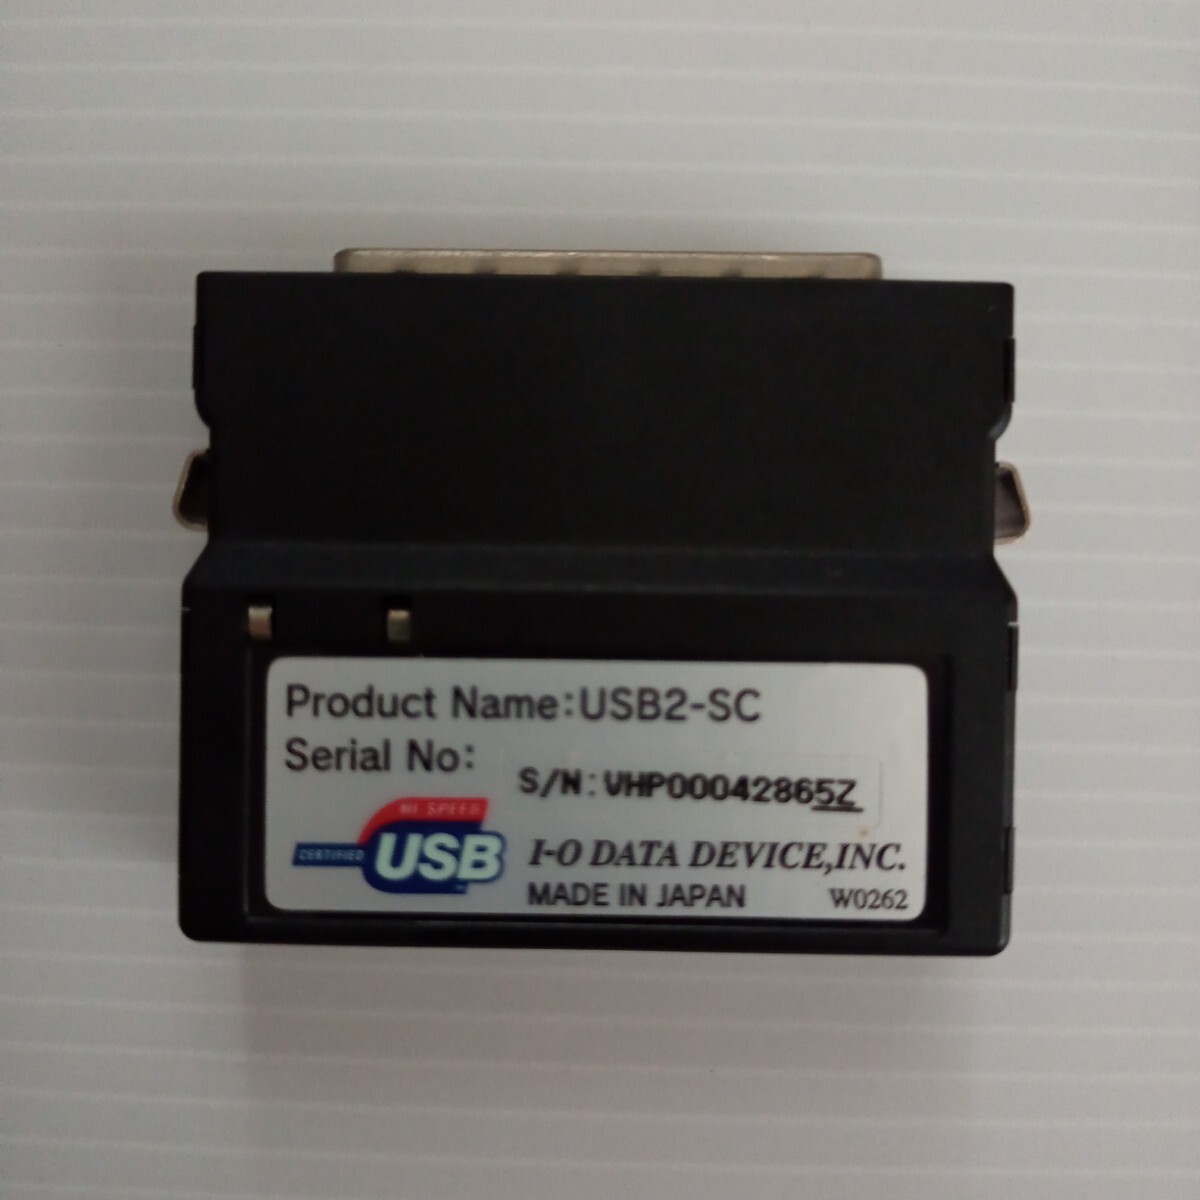 Product Name:USB2-SC
Serial No:
S/N:VHP00042865Z
HI-SPEED
CERTIFIED USB
I-O DATA DEVICE,INC.
MADE IN JAPAN W0262